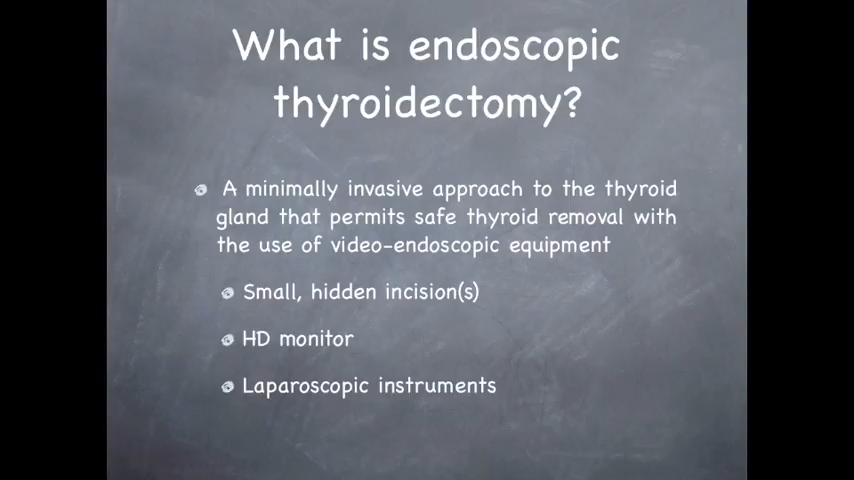 What is endoscopic
thyroidectomy?
A minimally invasive approach to the thyroid
gland that permits safe thyroid removal with
the use of video-endoscopic equipment
Small, hidden incision(s)
HD monitor
Laparoscopic instruments